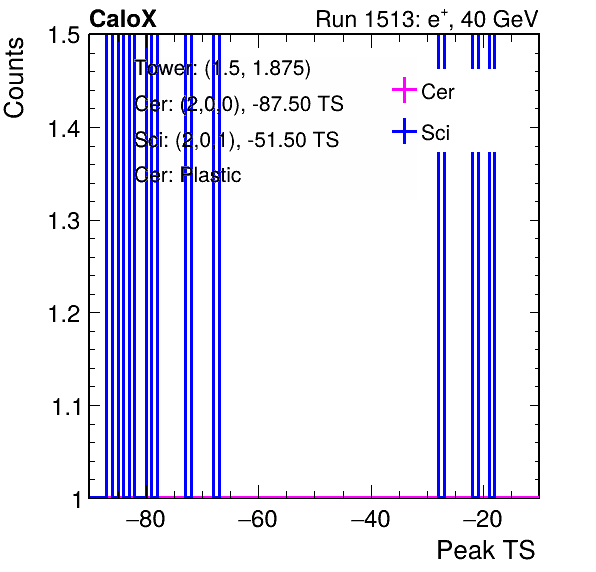 CaloX
Run 1513: e+, 40 GeV
Counts
1.5
1.4
1.3
1.2
1.1
1
Tower: (1.5, 1.875)
Cer: (2,0,0), -87.50 TS
Sci: (2,0,1), -51.50 TS
Cer: Plastic
Cer
Sci
−80
−60
−40
−20
Peak TS